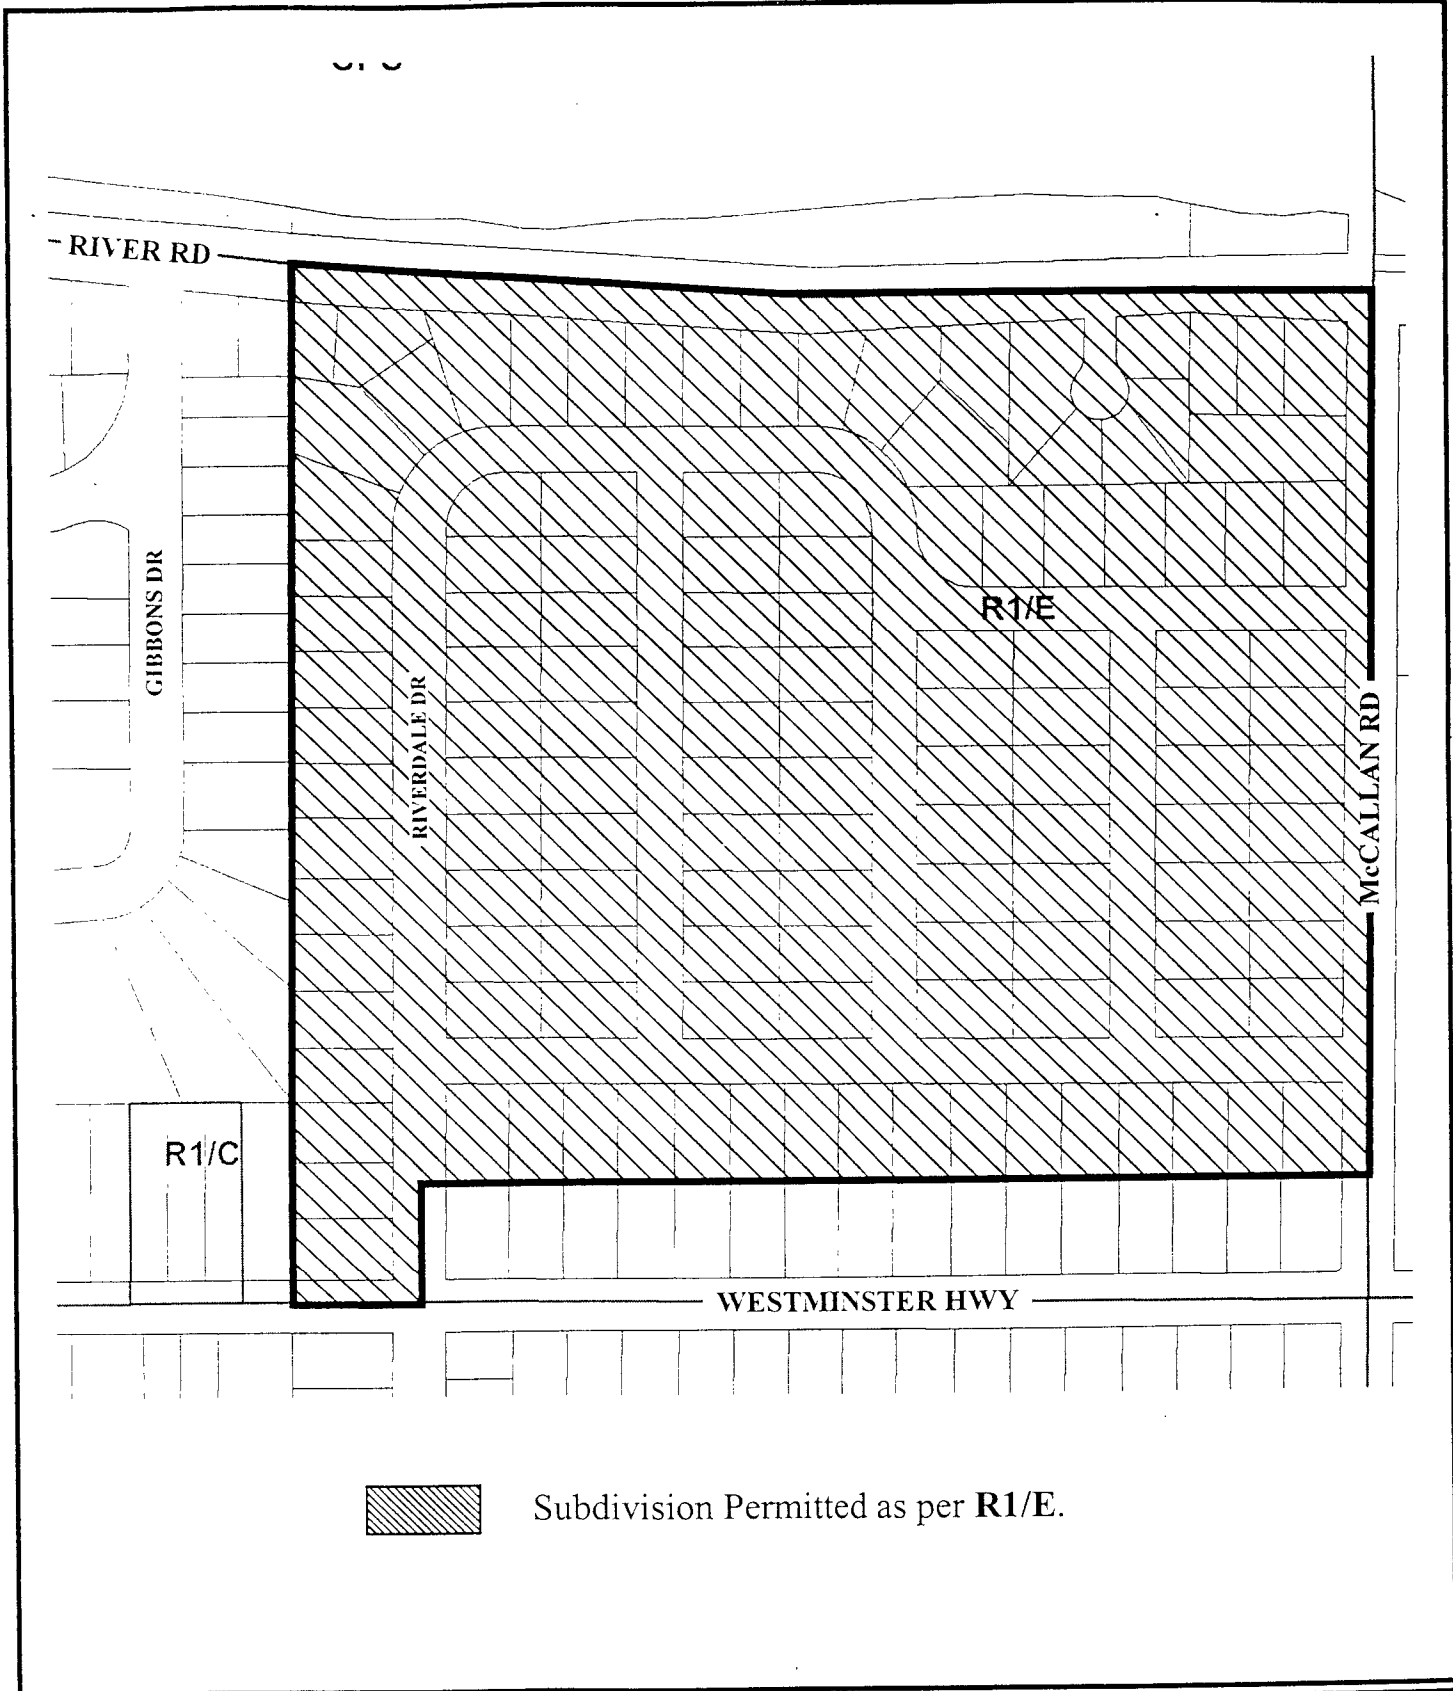 RIVER RD
GIBBONS DR
RIVERDALE DR
R1/E
McCALLAN RD
R1/C
WESTMINSTER HWY
Subdivision Permitted as per R1/E.